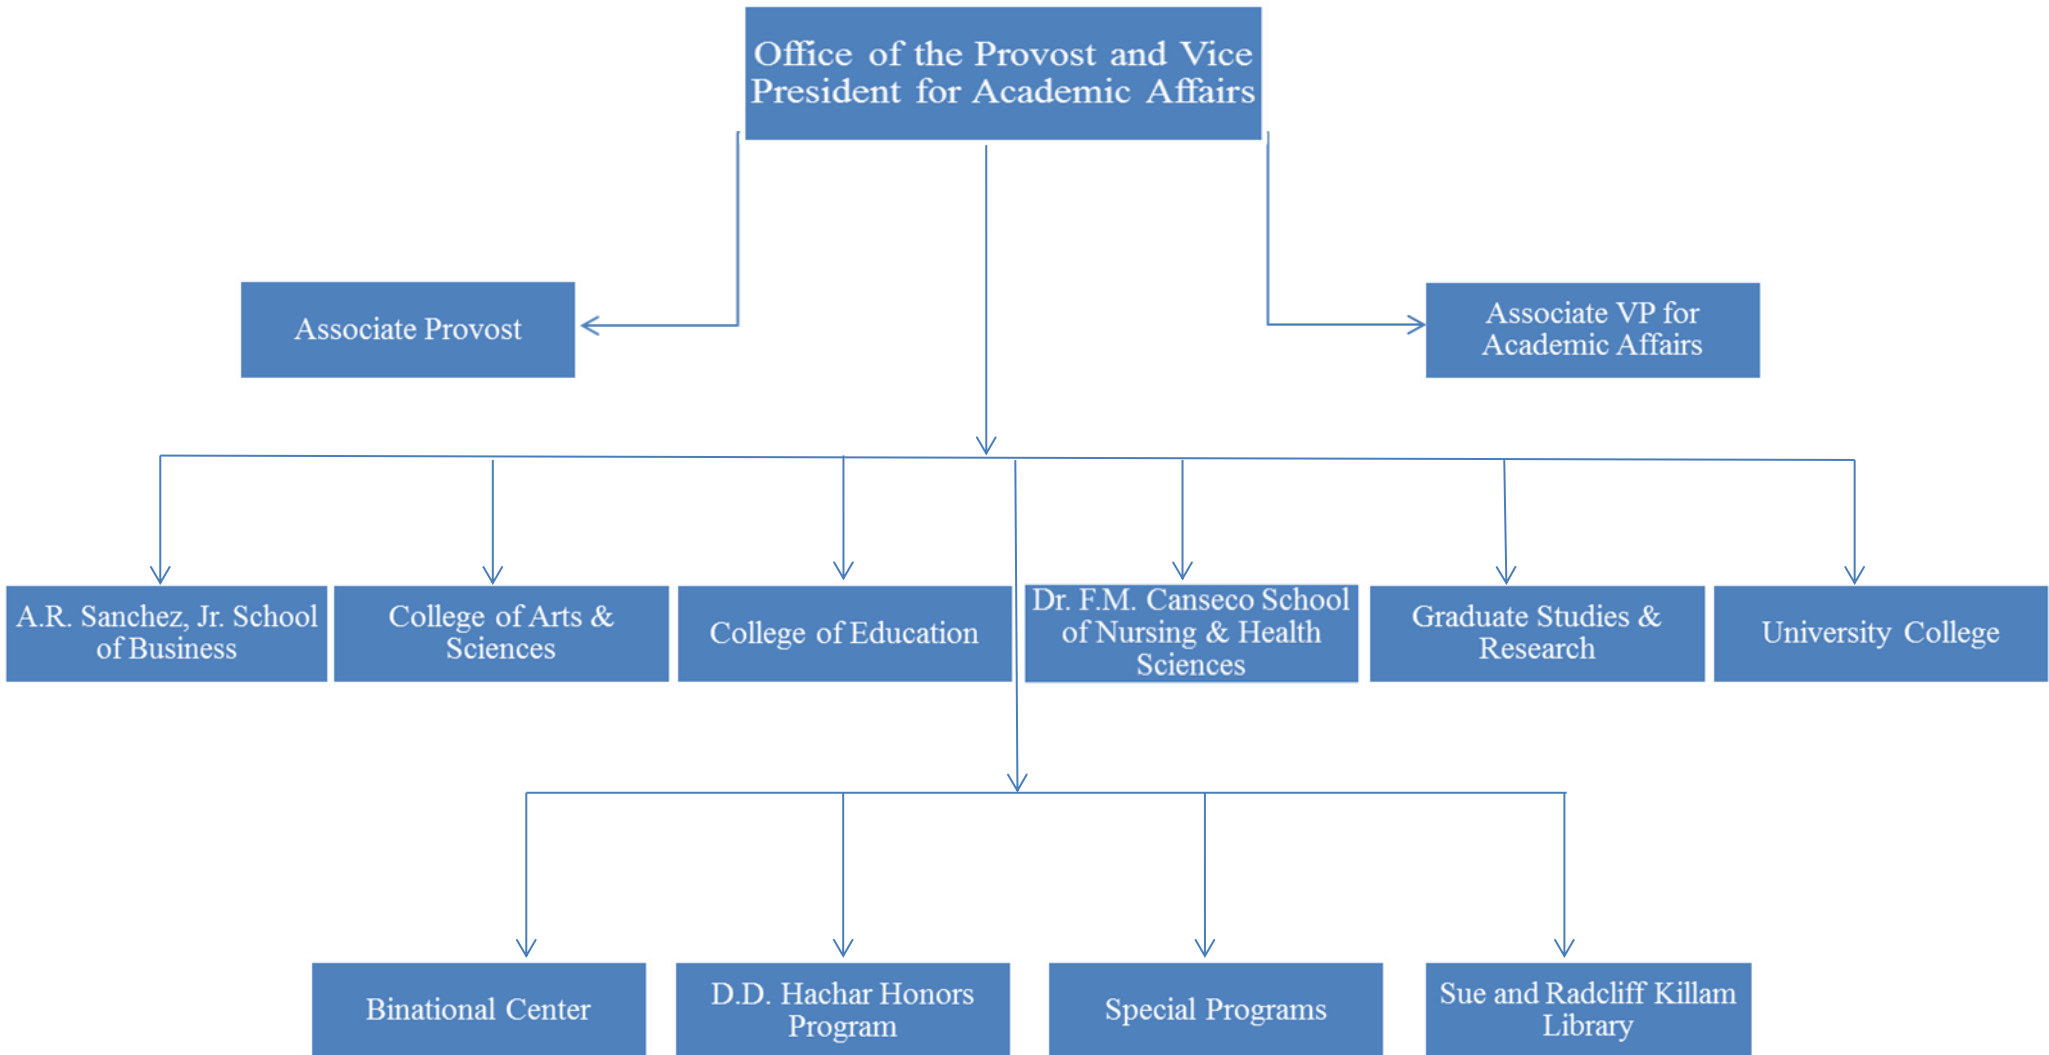 Office of the Provost and Vice
President for Academic Affairs
Associate Provost
Associate VP for
Academic Affairs
A.R. Sanchez, Jr. School
of Business
College of Arts &
Sciences
College of Education
Dr. F.M. Canseco School
of Nursing & Health
Sciences
Graduate Studies &
Research
University College
Binational Center
D.D. Hachar Honors
Program
Special Programs
Sue and Radcliff Killam
Library